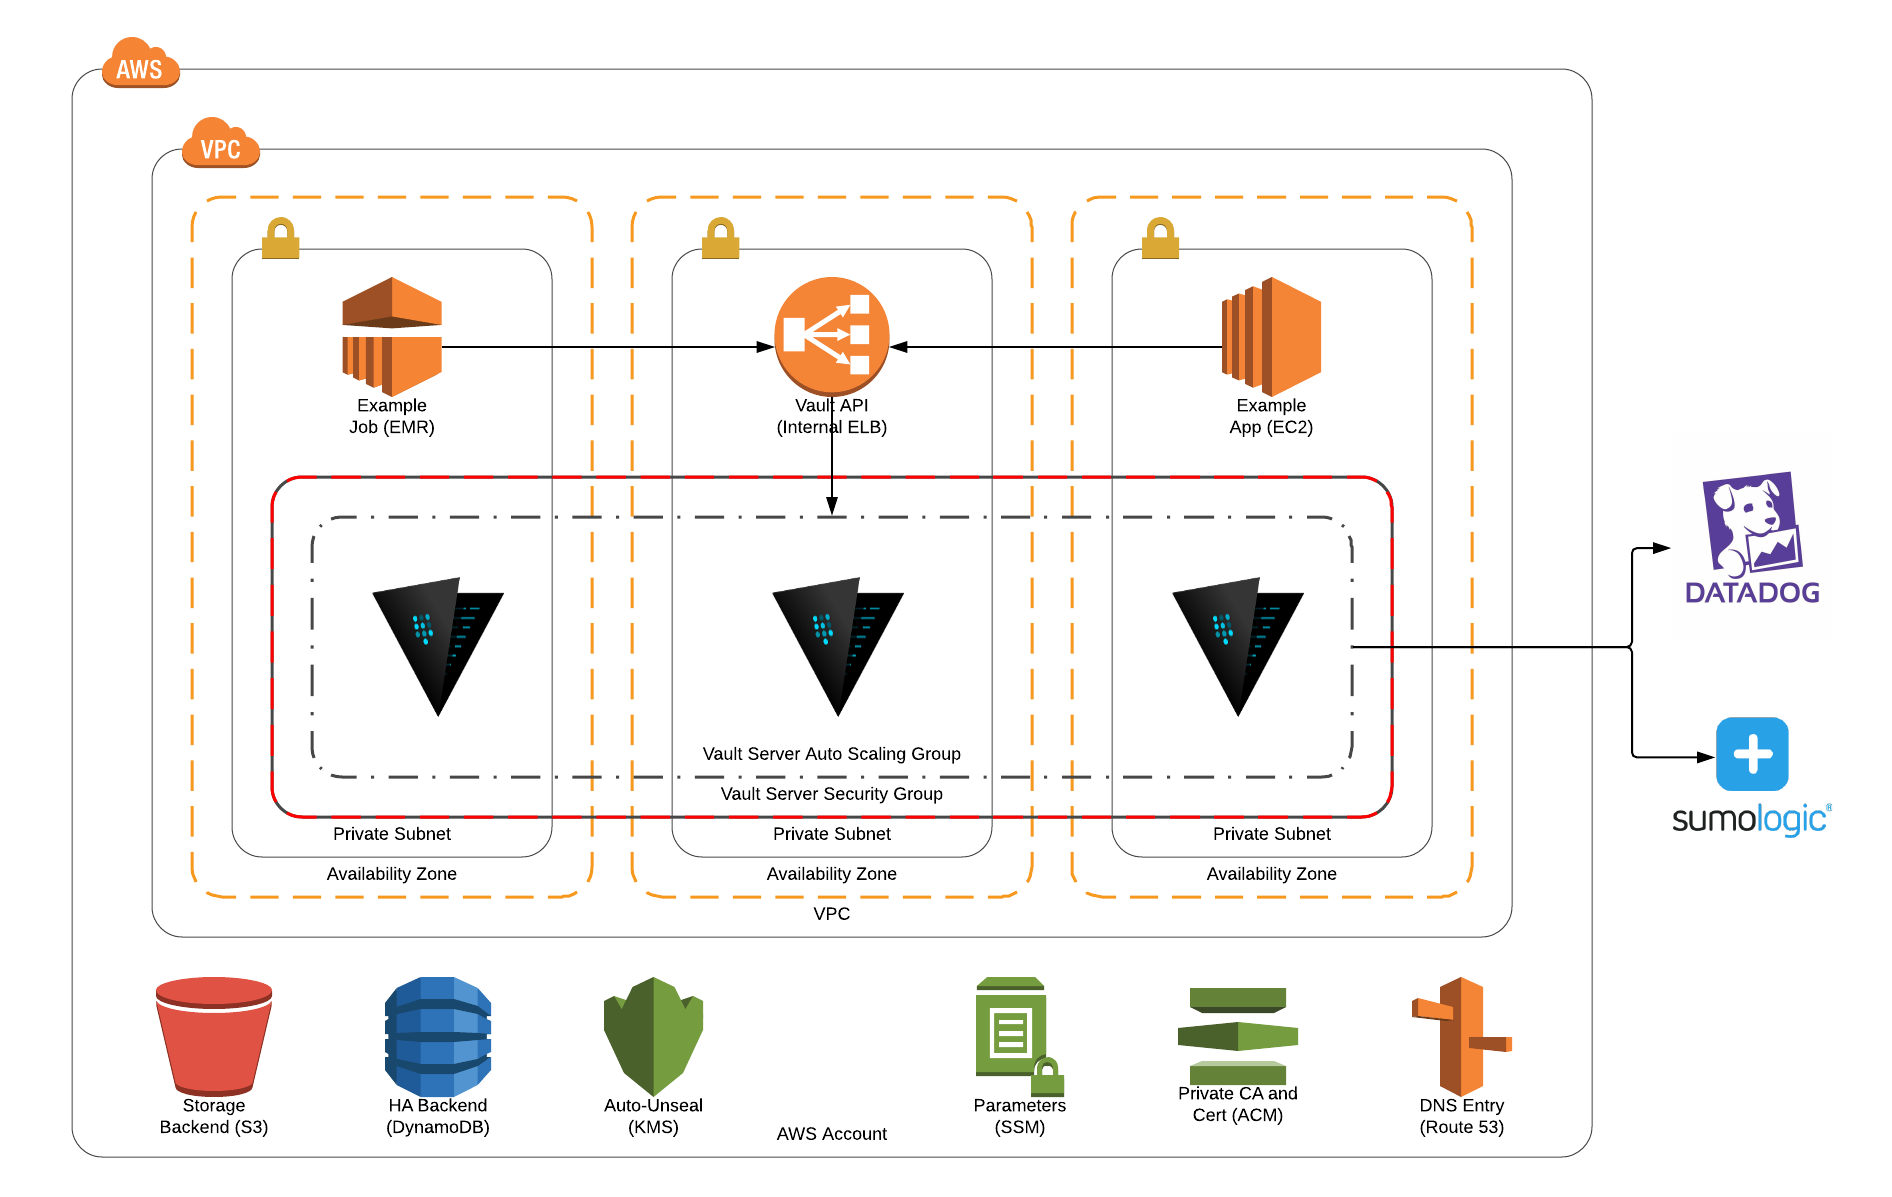 AWS
VPC
Example
Job (EMR)
Vault API
(Internal ELB)
Example
App (EC2)
DATADOG
Vault Server Auto Scaling Group
Vault Server Security Group
sumologic®
Private Subnet
Private Subnet
Private Subnet
Availability Zone
Availability Zone
Availability Zone
VPC
Storage
Backend (S3)
HA Backend
(DynamoDB)
Auto-Unseal
(KMS)
AWS Account
Parameters
(SSM)
Private CA and
Cert (ACM)
DNS Entry
(Route 53)